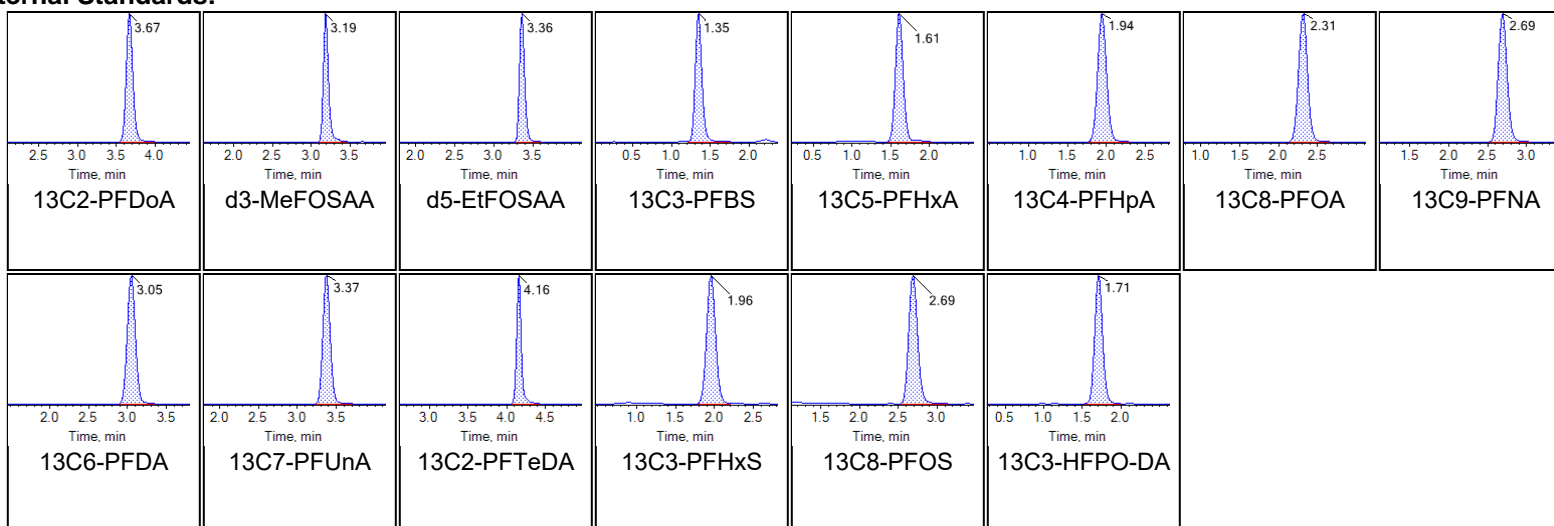 ternal Standards:
3.67 3.19 3.36 1.35 1.61 1.94 2.31 2.69
2.5 3.0 3.5 4.0 2.0 2.5 3.0 3.5 2.0 2.5 3.0 3.5 0.5 1.0 1.5 2.0 0.5 1.0 1.5 2.0 1.0 1.5 2.0 2.5 1.0 1.5 2.0 2.5 1.5 2.0 2.5 3.0
Time, min Time, min Time, min Time, min Time, min Time, min Time, min Time, min
13C2-PFDoA d3-MeFOSAA d5-EtFOSAA 13C3-PFBS 13C5-PFHxA 13C4-PFHpA 13C8-PFOA 13C9-PFNA
3.05 3.37 4.16 1.96 2.69 1.71
2.0 2.5 3.0 3.5 2.0 2.5 3.0 3.5 3.0 3.5 4.0 4.5 1.0 1.5 2.0 2.5 1.5 2.0 2.5 3.0 0.5 1.0 1.5 2.0
Time, min Time, min Time, min Time, min Time, min Time, min
13C6-PFDA 13C7-PFUnA 13C2-PFTeDA 13C3-PFHxS 13C8-PFOS 13C3-HFPO-DA